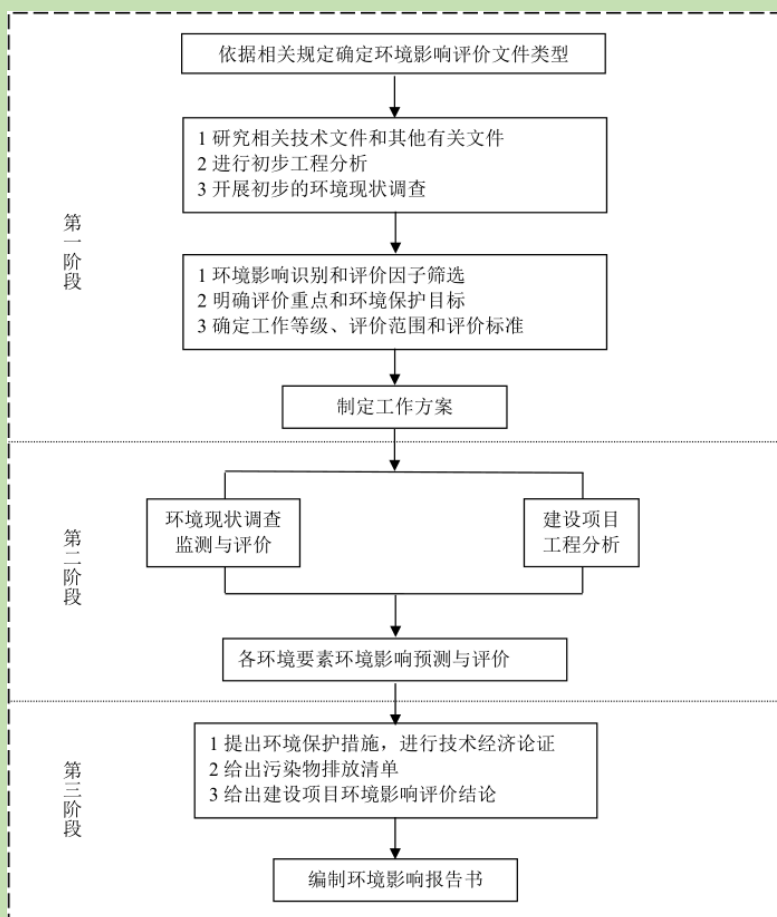 依据相关规定确定环境影响评价文件类型
1 研究相关技术文件和其他有关文件
2 进行初步工程分析
3 开展初步的环境现状调查
第一阶段
1 环境影响识别和评价因子筛选
2 明确评价重点和环境保护目标
3 确定工作等级、评价范围和评价标准
制定工作方案
第二阶段
环境现状调查
监测与评价
建设项目
工程分析
各环境要素环境影响预测与评价
第三阶段
1 提出环境保护措施，进行技术经济论证
2 给出污染物排放清单
3 给出建设项目环境影响评价结论
编制环境影响报告书